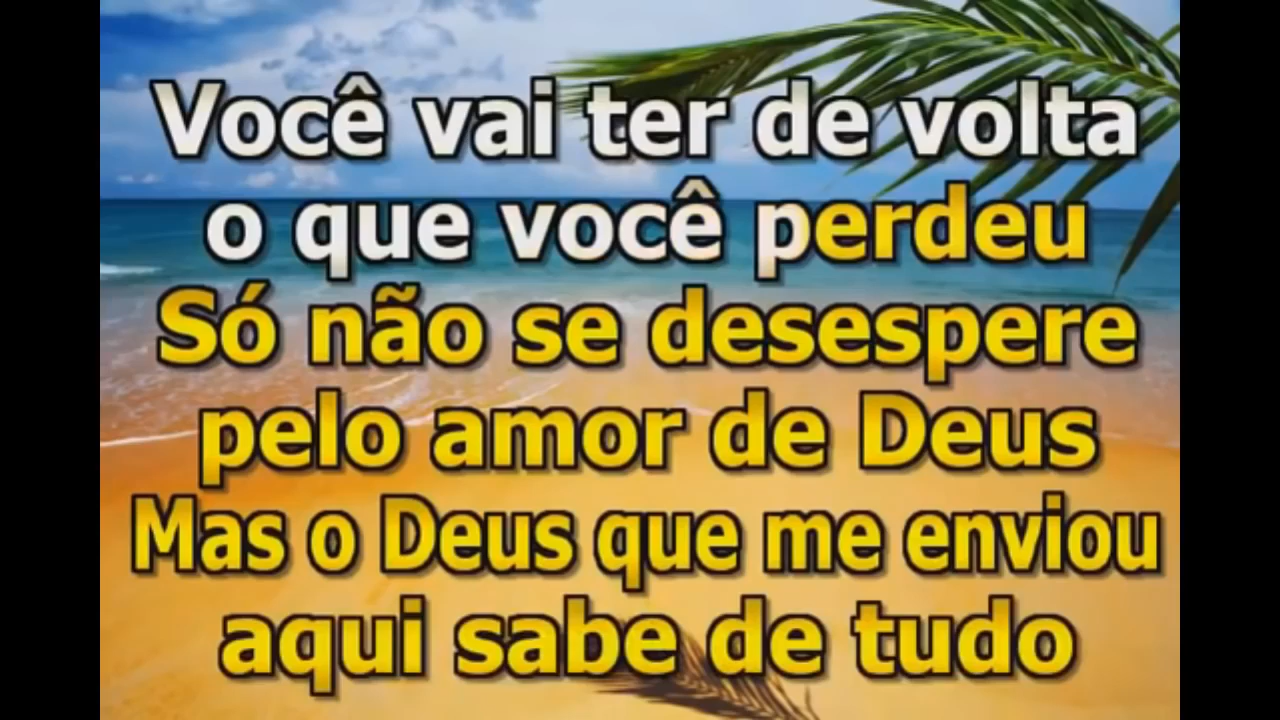 Você vai ter de volta
o que você perdeu
Só não se desespere
pelo amor de Deus
Mas o Deus que me enviou
aqui sabe de tudo